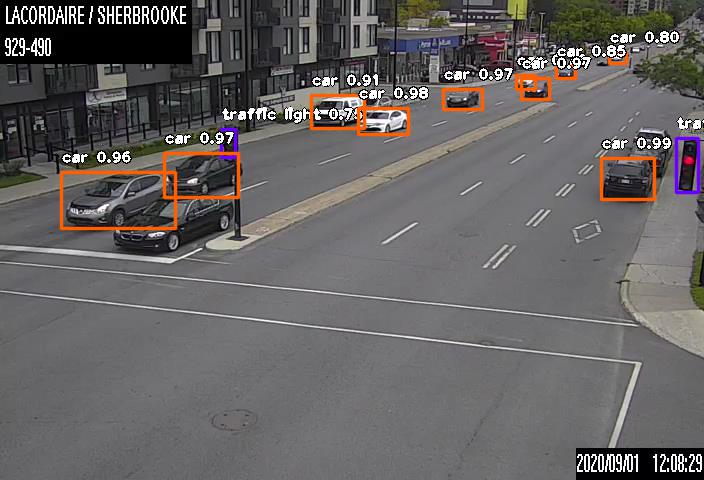 LACORDAIRE / SHERBROOKE
929-490
car 0.80
car 0.85
car 0.97
car 0.97
car 0.91
car 0.98
traffic light 0.7
car 0.97
car 0.96
car 0.99
tra
2020/09/01 12:08:29